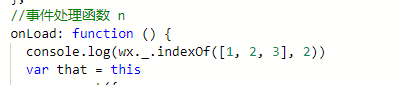 },
//事件处理函数 n
onLoad: function () {
console.log(wx._.indexOf([1, 2, 3], 2))
var that = this